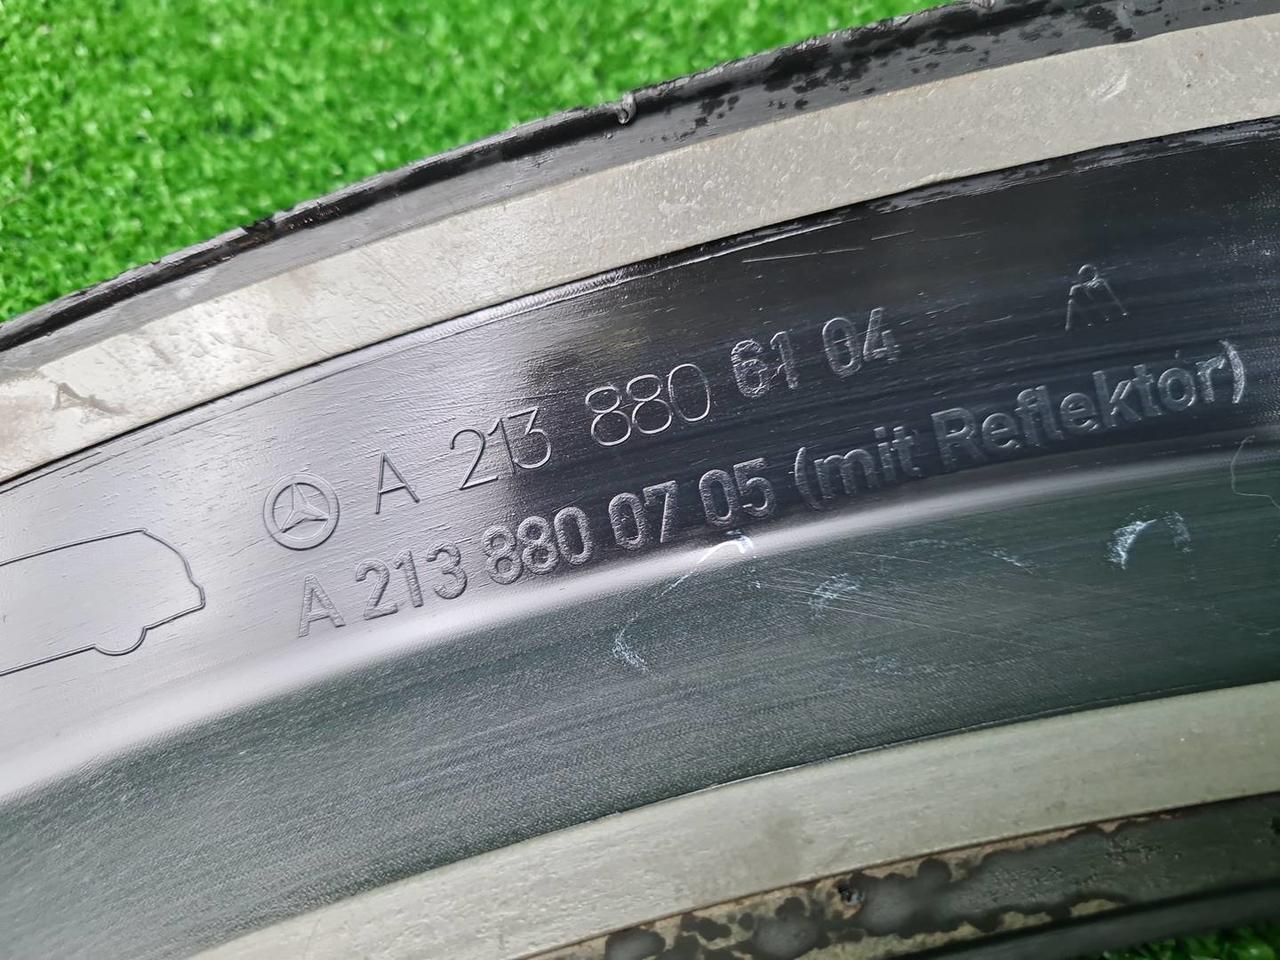 A 213 880 61 04
A 213 880 07 05 (mit Reflektor)